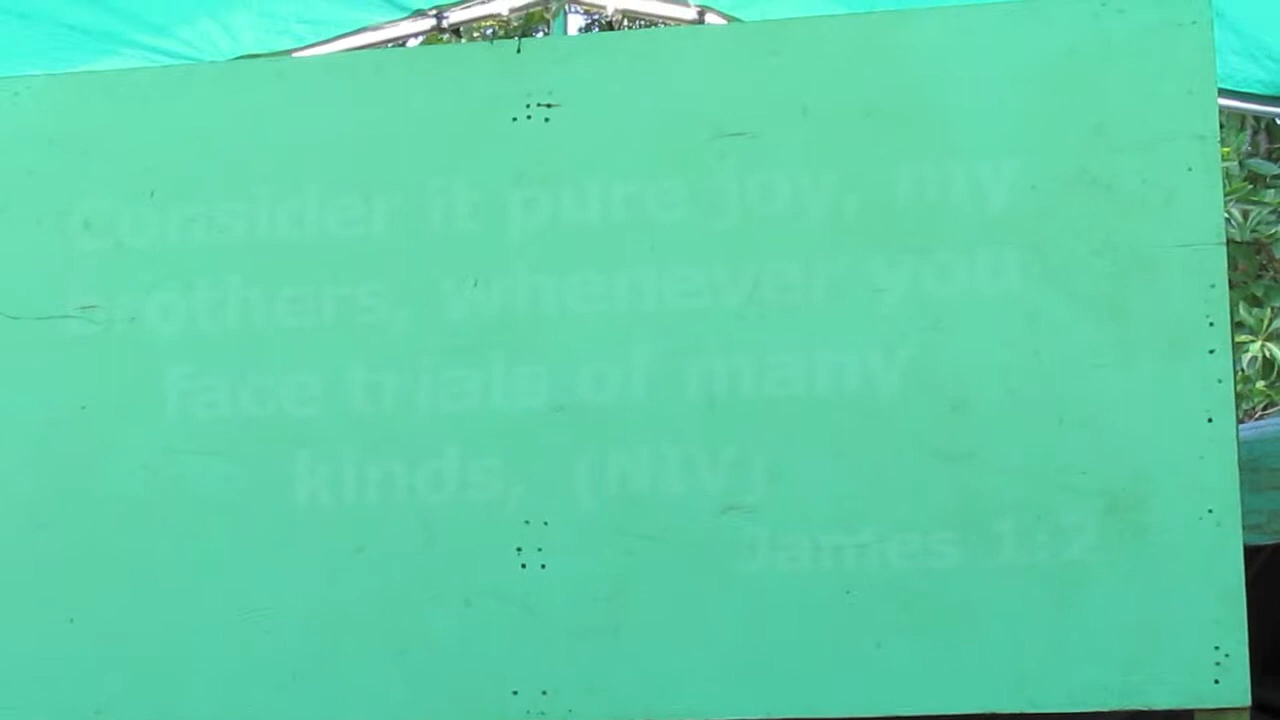 Consider it pure joy, my
brothers, whenever you
face trials of many
kinds, (NIV)
James 1:2